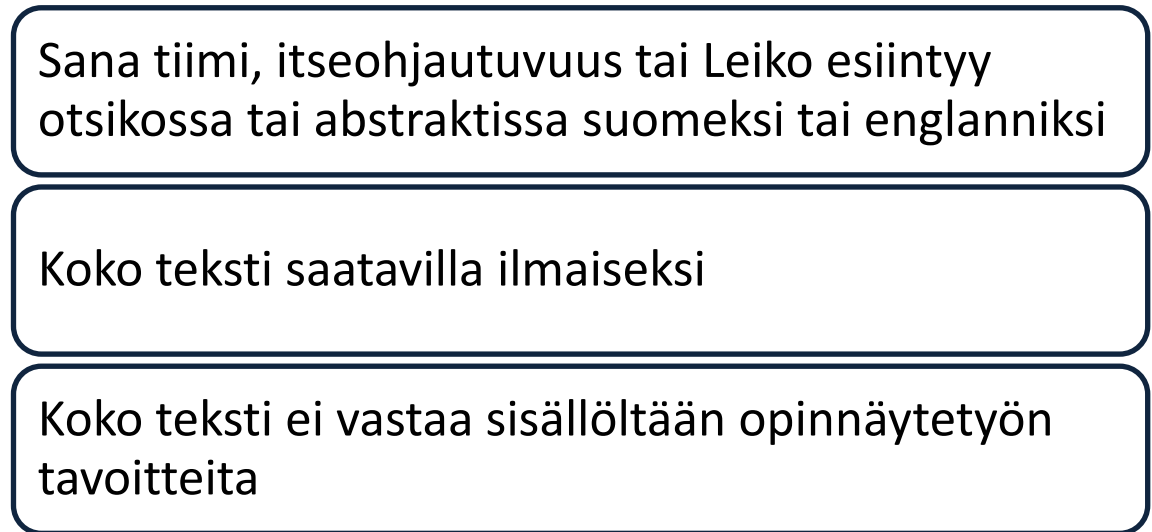 Sana tiimi, itseohjautuvuus tai Leiko esiintyy
otsikossa tai abstraktissa suomeksi tai englanniksi
Koko teksti saatavilla ilmaiseksi
Koko teksti ei vastaa sisällöltään opinnäytetyön
tavoitteita